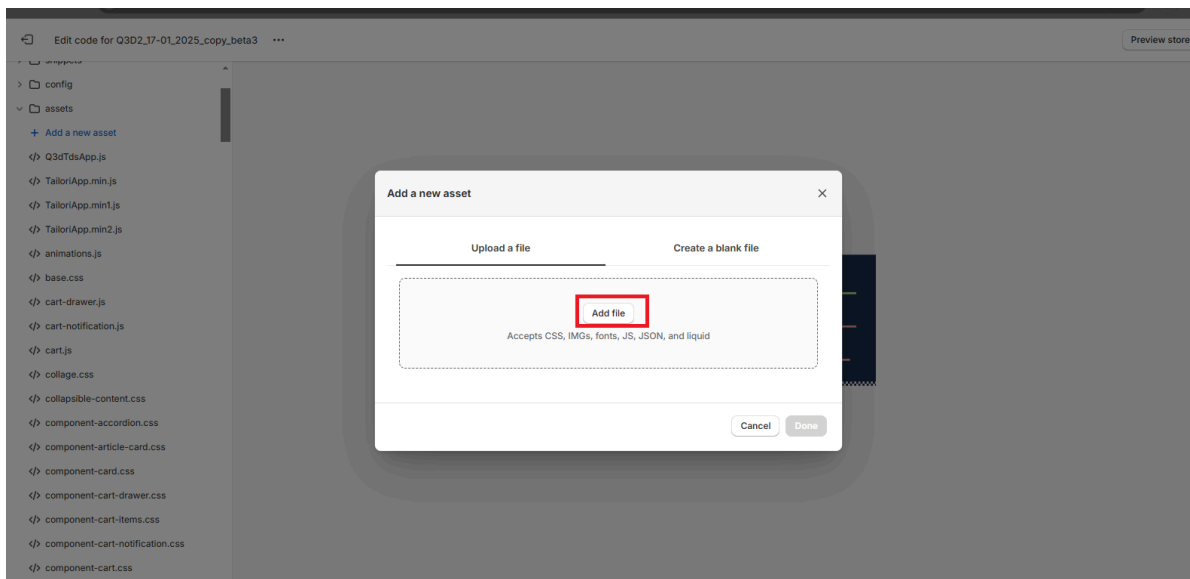 Edit code for Q3D2_17-01_2025_copy_beta3 ...
Preview store
snippets
config
assets
+ Add a new asset
</> Q3dTdsApp.js
</> TailoriApp.min.js
</> TailoriApp.min1.js
</> TailoriApp.min2.js
</> animations.js
</> base.css
</> cart-drawer.js
</> cart-notification.js
</> cart.js
</> collage.css
</> collapsible-content.css
</> component-accordion.css
</> component-article-card.css
</> component-card.css
</> component-cart-drawer.css
</> component-cart-items.css
</> component-cart-notification.css
</> component-cart.css
Add a new asset
Upload a file
Create a blank file
Add file
Accepts CSS, IMGs, fonts, JS, JSON, and liquid
Cancel
Done